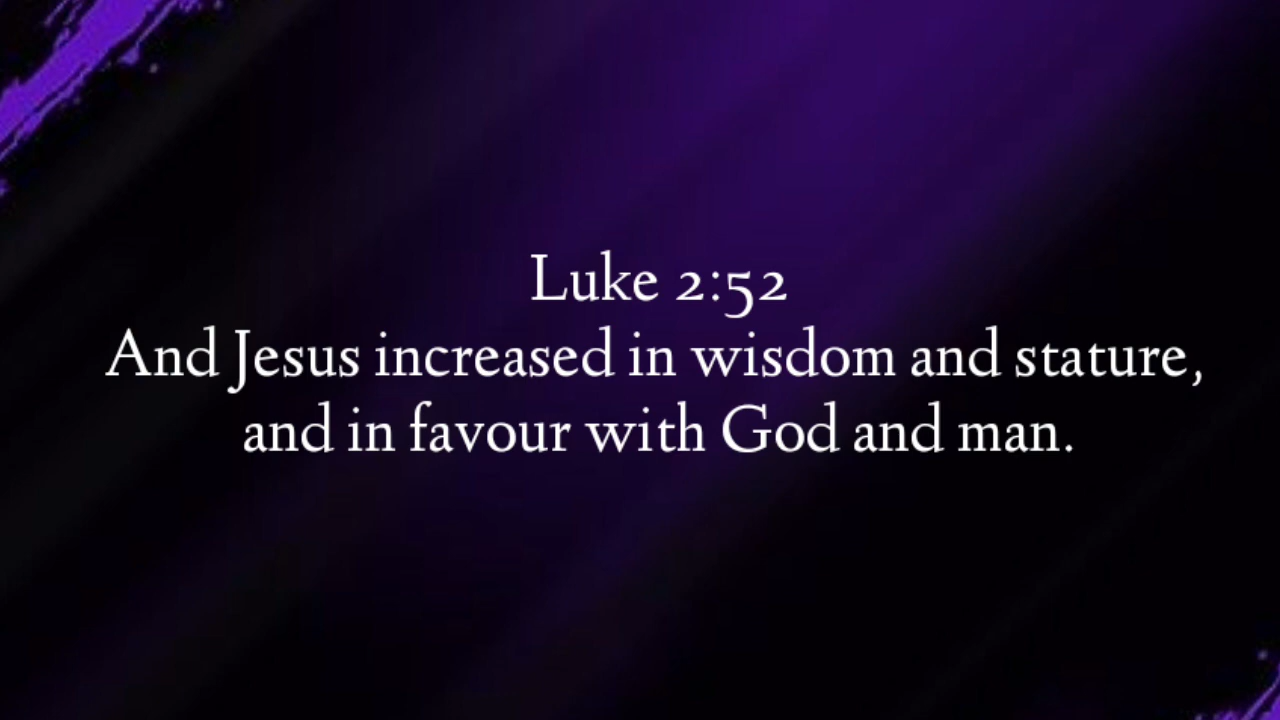 Luke 2:52
And Jesus increased in wisdom and stature,
and in favour with God and man.